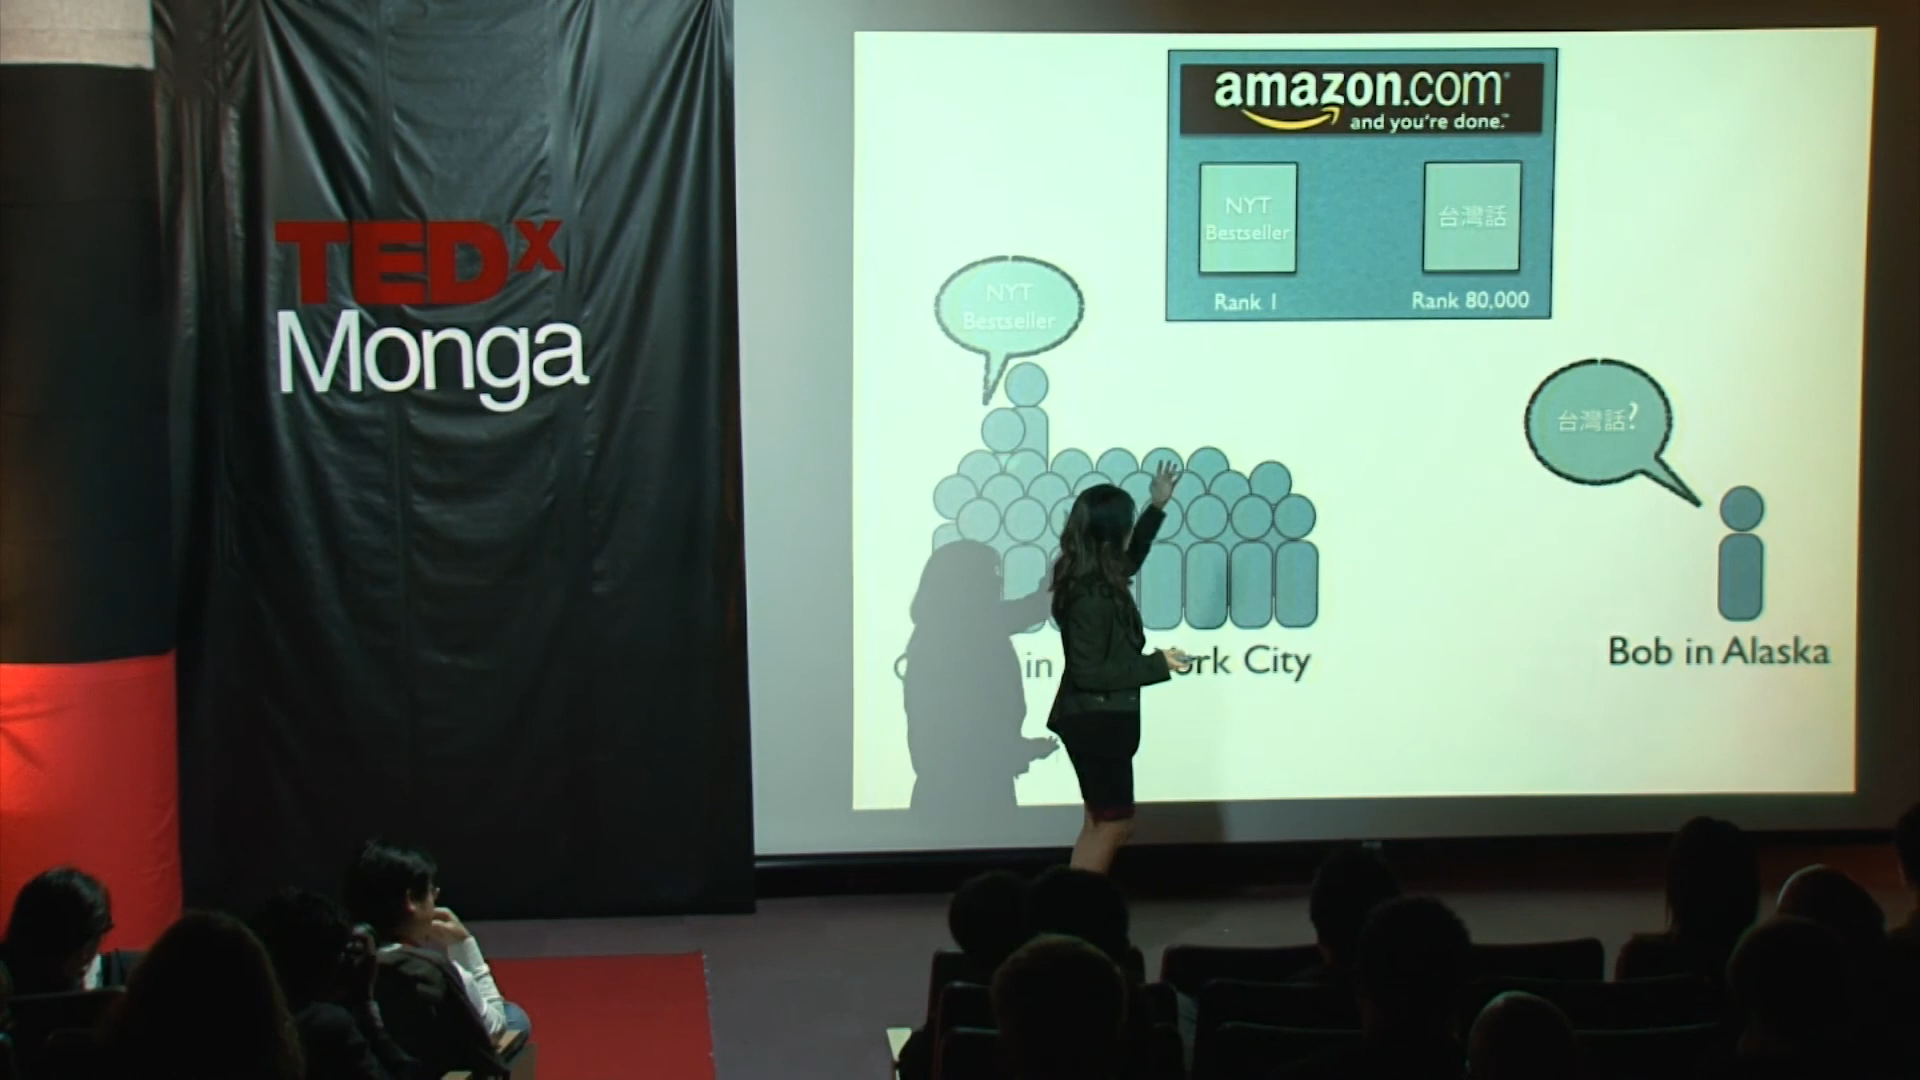 TEDx
Monga
amazon.com
and you're done.™
NYT
Bestseller
台灣話
Rank 1
Rank 80,000
NYT
Bestseller
台灣話?
in
City
Bob in Alaska